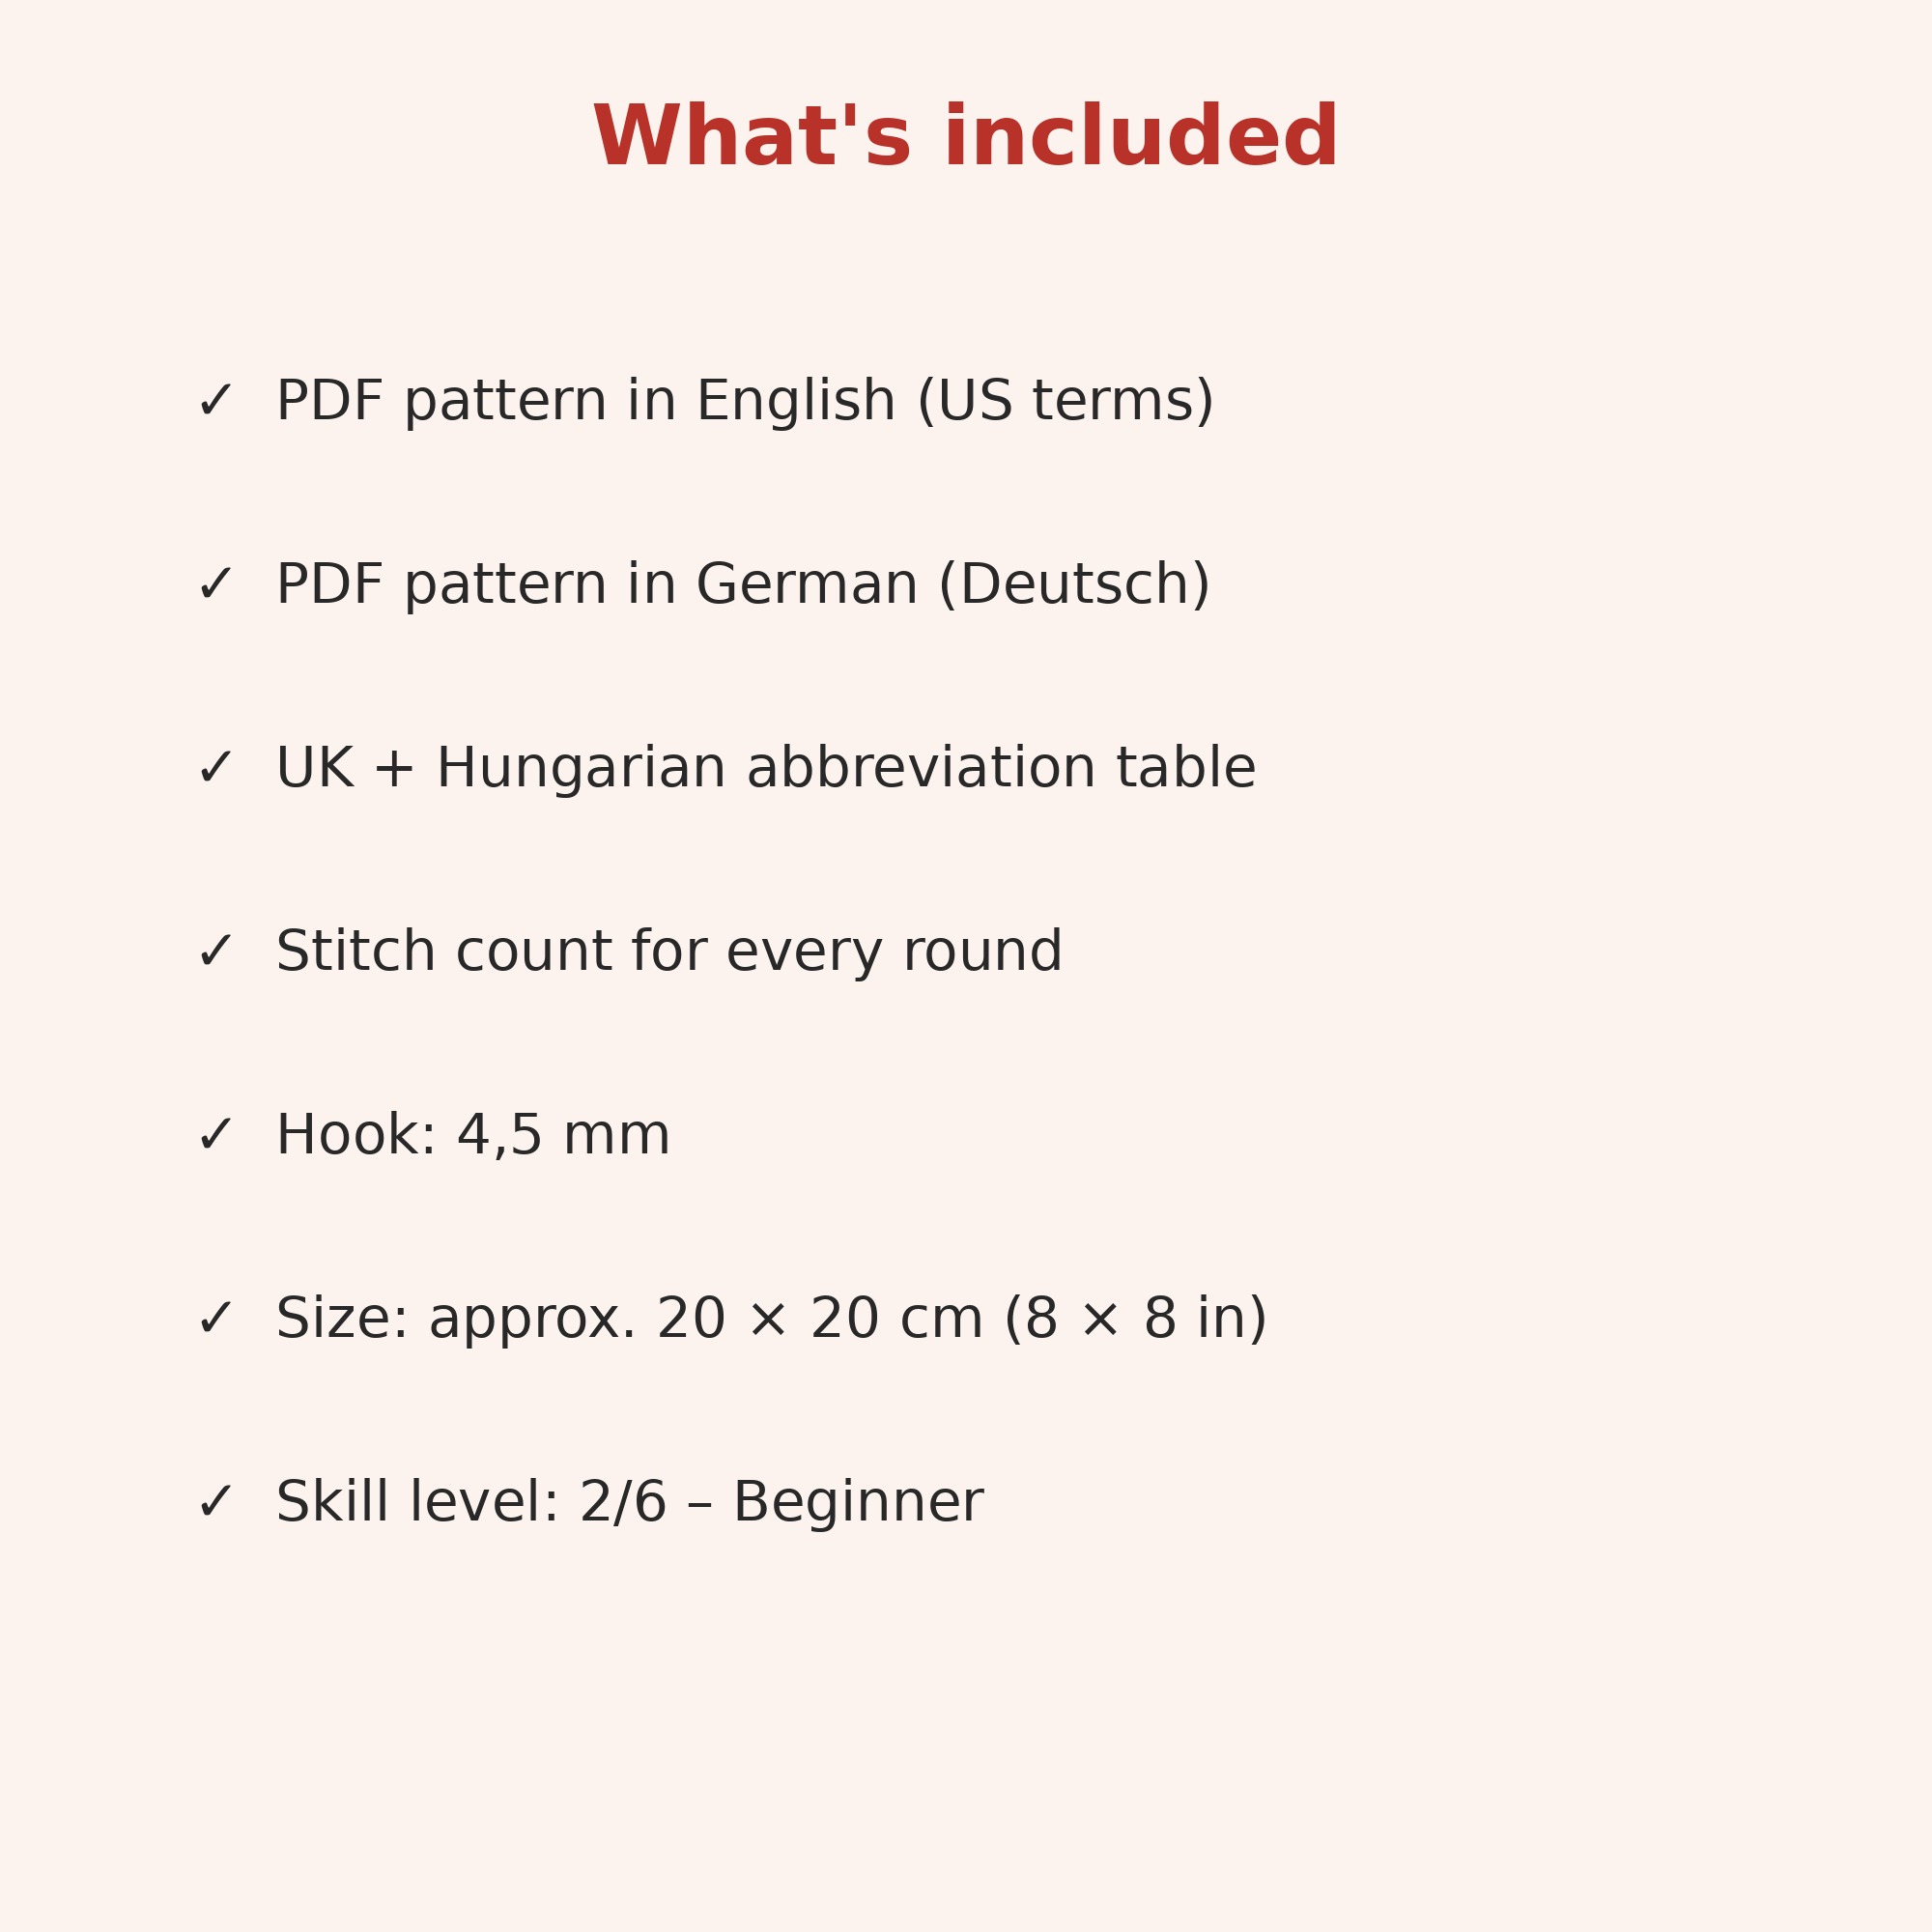 What's included
✓ PDF pattern in English (US terms)
✓ PDF pattern in German (Deutsch)
✓ UK + Hungarian abbreviation table
✓ Stitch count for every round
✓ Hook: 4,5 mm
✓ Size: approx. 20 × 20 cm (8 × 8 in)
✓ Skill level: 2/6 – Beginner